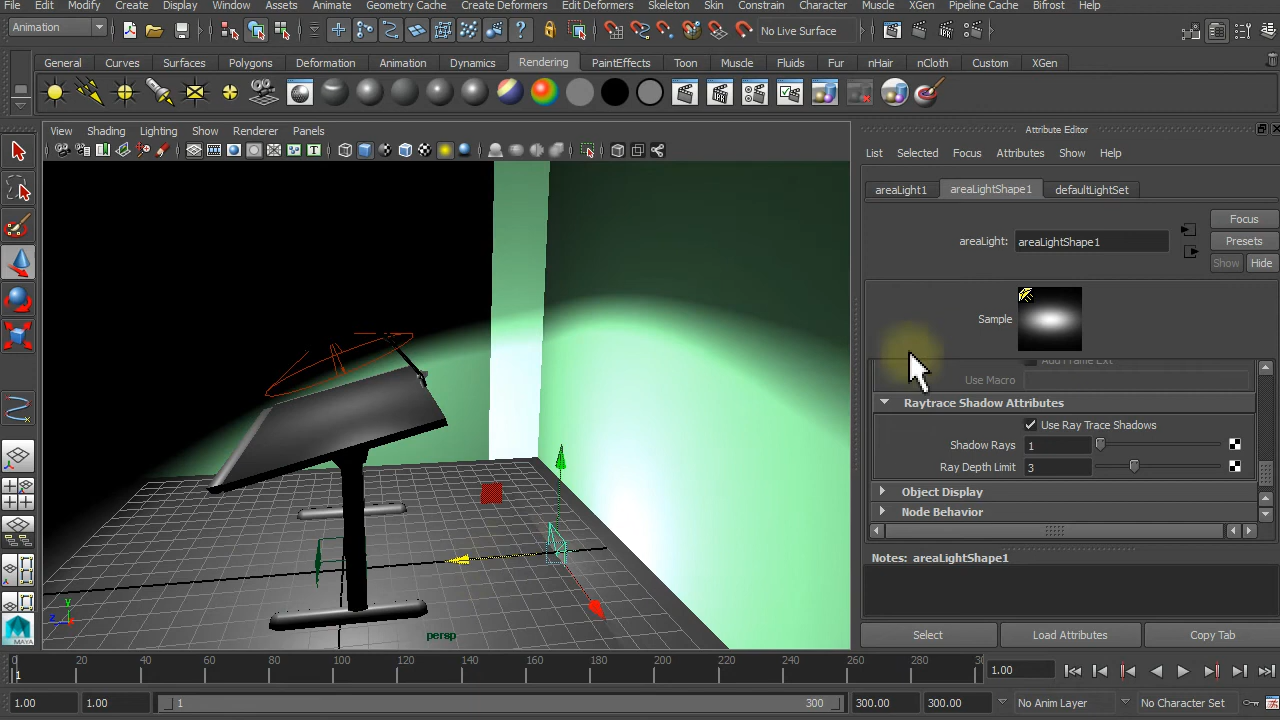 File Edit Modify Create Display Window Assets Animate Geometry Cache Create Deformers Edit Deformers Skeleton Skin Constrain Character Muscle XGen Pipeline Cache Bifrost Help
Animation
No Live Surface
General Curves Surfaces Polygons Deformation Animation Dynamics Rendering PaintEffects Toon Muscle Fluids Fur nHair nCloth Custom XGen
View Shading Lighting Show Renderer Panels
Attribute Editor
List Selected Focus Attributes Show Help
areaLight1 areaLightShape1 defaultLightSet
Focus
areaLight: areaLightShape1
Presets
Show Hide
Sample
Add Frame Ext
Use Macro
Raytrace Shadow Attributes
Use Ray Trace Shadows
Shadow Rays 1
Ray Depth Limit 3
Object Display
Node Behavior
Notes: areaLightShape1
y
z x
persp
MAYA
Select Load Attributes Copy Tab
1 20 40 60 80 100 120 140 160 180 200 220 240 260 280 1.00
1.00 1.00 1 300 300.00 300.00 No Anim Layer No Character Set